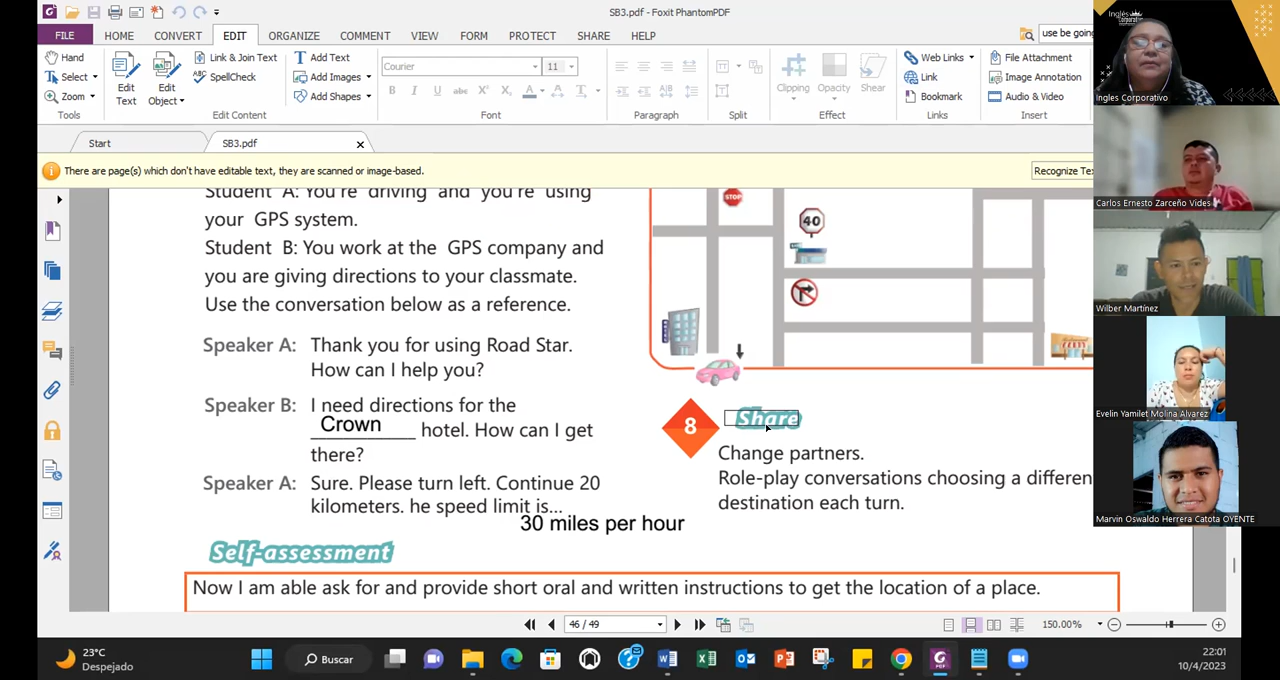 SB3.pdf - Foxit PhantomPDF
FILE HOME CONVERT EDIT ORGANIZE COMMENT VIEW FORM PROTECT SHARE HELP
use be going
Hand
Select
Zoom
Tools
Edit Text
Edit Object
Link & Join Text
SpellCheck
Edit Content
Add Text
Add Images
Add Shapes
Courier 11
B I U abc X² X₂ A
Font
Paragraph
Split
Clipping Opacity Shear
Effect
Web Links
Link
Bookmark
Links
File Attachment
Image Annotation
Audio & Video
Insert
Start
SB3.pdf
There are page(s) which don't have editable text, they are scanned or image-based.
Recognize Tex
Student A: You're driving and you're using
your GPS system.
Student B: You work at the GPS company and
you are giving directions to your classmate.
Use the conversation below as a reference.
Speaker A: Thank you for using Road Star.
How can I help you?
Speaker B: I need directions for the
Crown hotel. How can I get
there?
Speaker A: Sure. Please turn left. Continue 20
kilometers. he speed limit is...
30 miles per hour
STOP
40
8 Share
Change partners.
Role-play conversations choosing a differen
destination each turn.
Self-assessment
Now I am able ask for and provide short oral and written instructions to get the location of a place.
46 / 49
150.00%
23°C
Despejado
Buscar
22:01
10/4/2023
Inglés
Corporativo
Ingles Corporativo
Carlos Ernesto Zarceño Vides
Wilber Martínez
Evelin Yamilet Molina Alvarez
Marvin Oswaldo Herrera Catota OYENTE